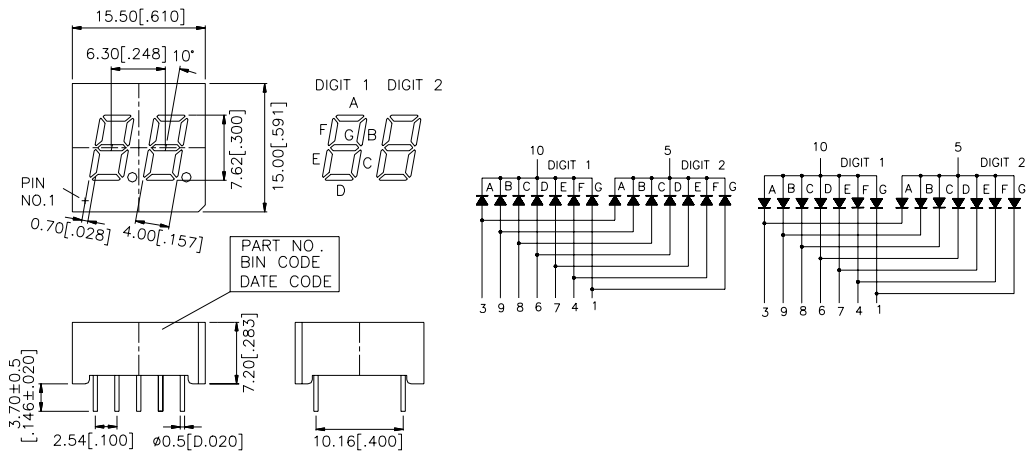 15.50[.610]
6.30[.248]
10°
7.62[.300]
15.00[.591]
PIN
NO.1
0.70[.028]
4.00[.157]
DIGIT 1 DIGIT 2
A
F G B
E C
D
PART NO.
BIN CODE
DATE CODE
3.70±0.5
[.146±.020]
2.54[.100]
ø0.5[D.020]
7.20[.283]
10.16[.400]
10 5
DIGIT 1 DIGIT 2
A B C D E F G A B C D E F G
3 9 8 6 7 4 1
10 5
DIGIT 1 DIGIT 2
A B C D E F G A B C D E F G
3 9 8 6 7 4 1